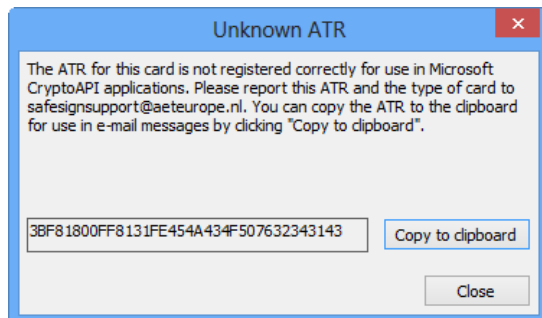 Unknown ATR
The ATR for this card is not registered correctly for use in Microsoft
CryptoAPI applications. Please report this ATR and the type of card to
safesignsupport@aeteurope.nl. You can copy the ATR to the clipboard
for use in e-mail messages by clicking "Copy to clipboard".
3BF81800FF8131FE454A434F507632343143
Copy to clipboard
Close